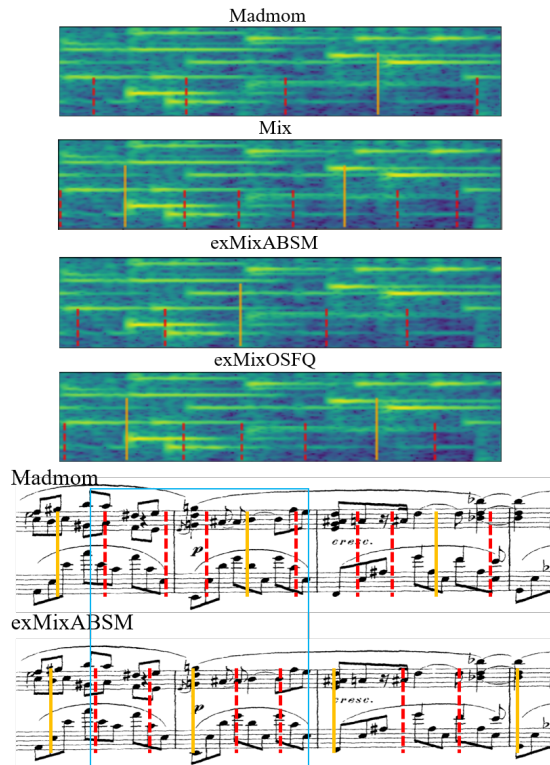 Madmom
Mix
exMixABSM
exMixOSFQ
Madmom
p
cresc.
exMixABSM
p
cresc.